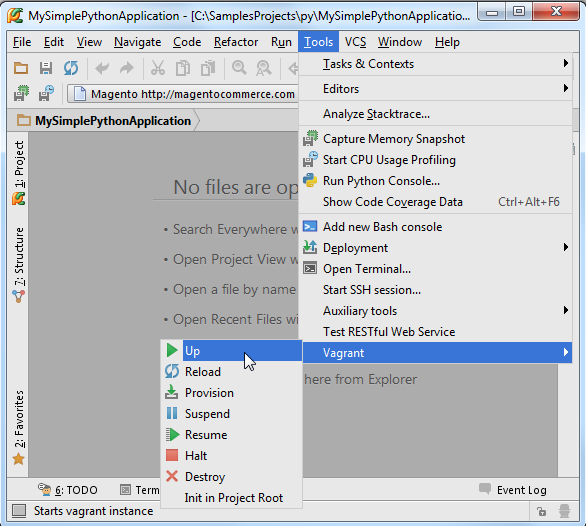 MySimplePythonApplication - [C:\SamplesProjects\py\MySimplePythonApplication...
File Edit View Navigate Code Refactor Run Tools VCS Window Help
Magento http://magentocommerce.com
MySimplePythonApplication
1: Project
7: Structure
2: Favorites
No files are op
• Search Everywhere w
• Open Project View w
• Open a file by name
• Open Recent Files wi
here from Explorer
Tasks & Contexts
Editors
Analyze Stacktrace...
Capture Memory Snapshot
Start CPU Usage Profiling
Run Python Console...
Show Code Coverage Data Ctrl+Alt+F6
Add new Bash console
Deployment
Open Terminal...
Start SSH session...
Auxiliary tools
Test RESTful Web Service
Vagrant
Up
Reload
Provision
Suspend
Resume
Halt
Destroy
Init in Project Root
6: TODO Term Event Log
Starts vagrant instance